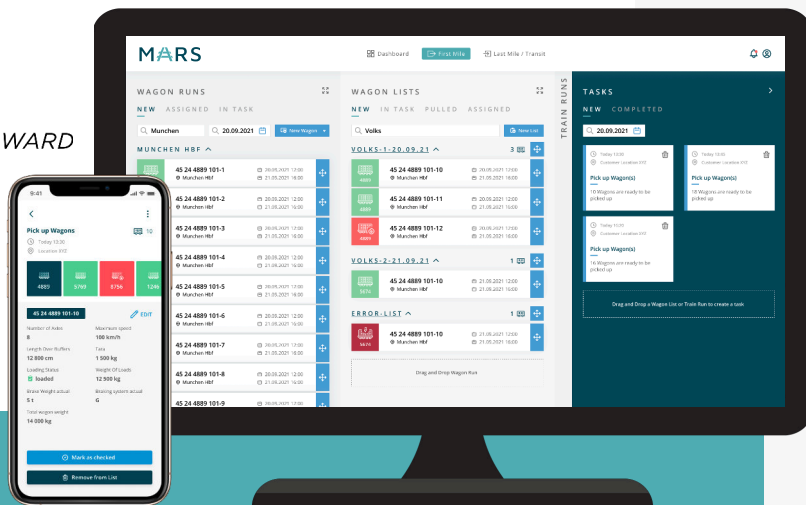 MARS
Dashboard
First Mile
Last Mile / Transit
WARD
WAGON RUNS
NEW ASSIGNED IN TASK
Munchen
20.09.2021
New Wagon
MUNCHEN HBF
45 24 4889 101-1
20.09.2021 12:00
Munchen Hbf
21.09.2021 16:00
45 24 4889 101-2
20.09.2021 12:00
Munchen Hbf
21.09.2021 16:00
45 24 4889 101-3
20.09.2021 12:00
Munchen Hbf
21.09.2021 16:00
45 24 4889 101-4
20.09.2021 12:00
Munchen Hbf
21.09.2021 16:00
45 24 4889 101-5
20.09.2021 12:00
Munchen Hbf
21.09.2021 16:00
45 24 4889 101-6
20.09.2021 12:00
Munchen Hbf
21.09.2021 16:00
45 24 4889 101-7
20.09.2021 12:00
Munchen Hbf
21.09.2021 16:00
45 24 4889 101-8
20.09.2021 12:00
Munchen Hbf
21.09.2021 16:00
45 24 4889 101-9
20.09.2021 12:00
WAGON LISTS
NEW IN TASK PULLED ASSIGNED
Volks
New List
VOLKS-1-20.09.21
3
4889
45 24 4889 101-10
20.09.2021 12:00
Munchen Hbf
21.09.2021 16:00
4889
45 24 4889 101-11
20.09.2021 12:00
Munchen Hbf
21.09.2021 16:00
4889
45 24 4889 101-12
20.09.2021 12:00
Munchen Hbf
21.09.2021 16:00
VOLKS-2-21.09.21
1
5674
45 24 4889 101-10
21.09.2021 12:00
Munchen Hbf
21.09.2021 16:00
ERROR-LIST
1
5674
45 24 4889 101-10
21.09.2021 12:00
Munchen Hbf
21.09.2021 16:00
Drag and Drop Wagon Run
TRAIN RUNS
TASKS
NEW COMPLETED
20.09.2021
Today 13:30
Customer Location XYZ
Pick up Wagon(s)
10 Wagons are ready to be
picked up
Today 13:30
Customer Location XYZ
Pick up Wagon(s)
18 Wagons are ready to be
picked up
Today 13:30
Customer Location XYZ
Pick up Wagon(s)
16 Wagons are ready to be
picked up
Drag and Drop a Wagon List or Train Run to create a task
9:41
Pick up Wagons
10
Today 13:30
Location XYZ
4889
5769
8756
1246
45 24 4889 101-10
EDIT
Number of Axles
Maximum speed
8
100 km/h
Length Over Buffers
Tara
12 800 cm
1 500 kg
Loading Status
Weight Of Loads
loaded
12 500 kg
Brake Weight actual
Braking system actual
5 t
G
Total wagon weight
14 000 kg
Mark as checked
Remove from List